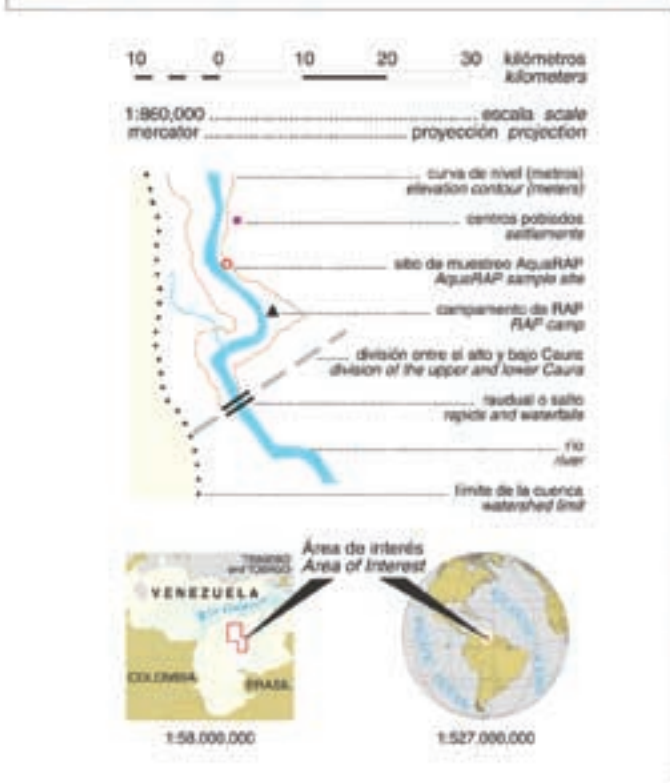 10 0 10 20 30 kilómetros
kilometers
1:860,000 escala scale
mercator proyección projection
curva de nivel (metros)
elevation contour (meters)
centros poblados
settlements
sitio de muestreo AquaRAP
AquaRAP sample site
campamento de RAP
RAP camp
división entre el alto y bajo Caura
division of the upper and lower Caura
raudual o salto
rapids and waterfalls
río
river
límite de la cuenca
watershed limit
Área de interés
Area of Interest
and TOBAGO
VENEZUELA
COLOMBIA
BRASIL
1:58,000,000
1:527,000,000